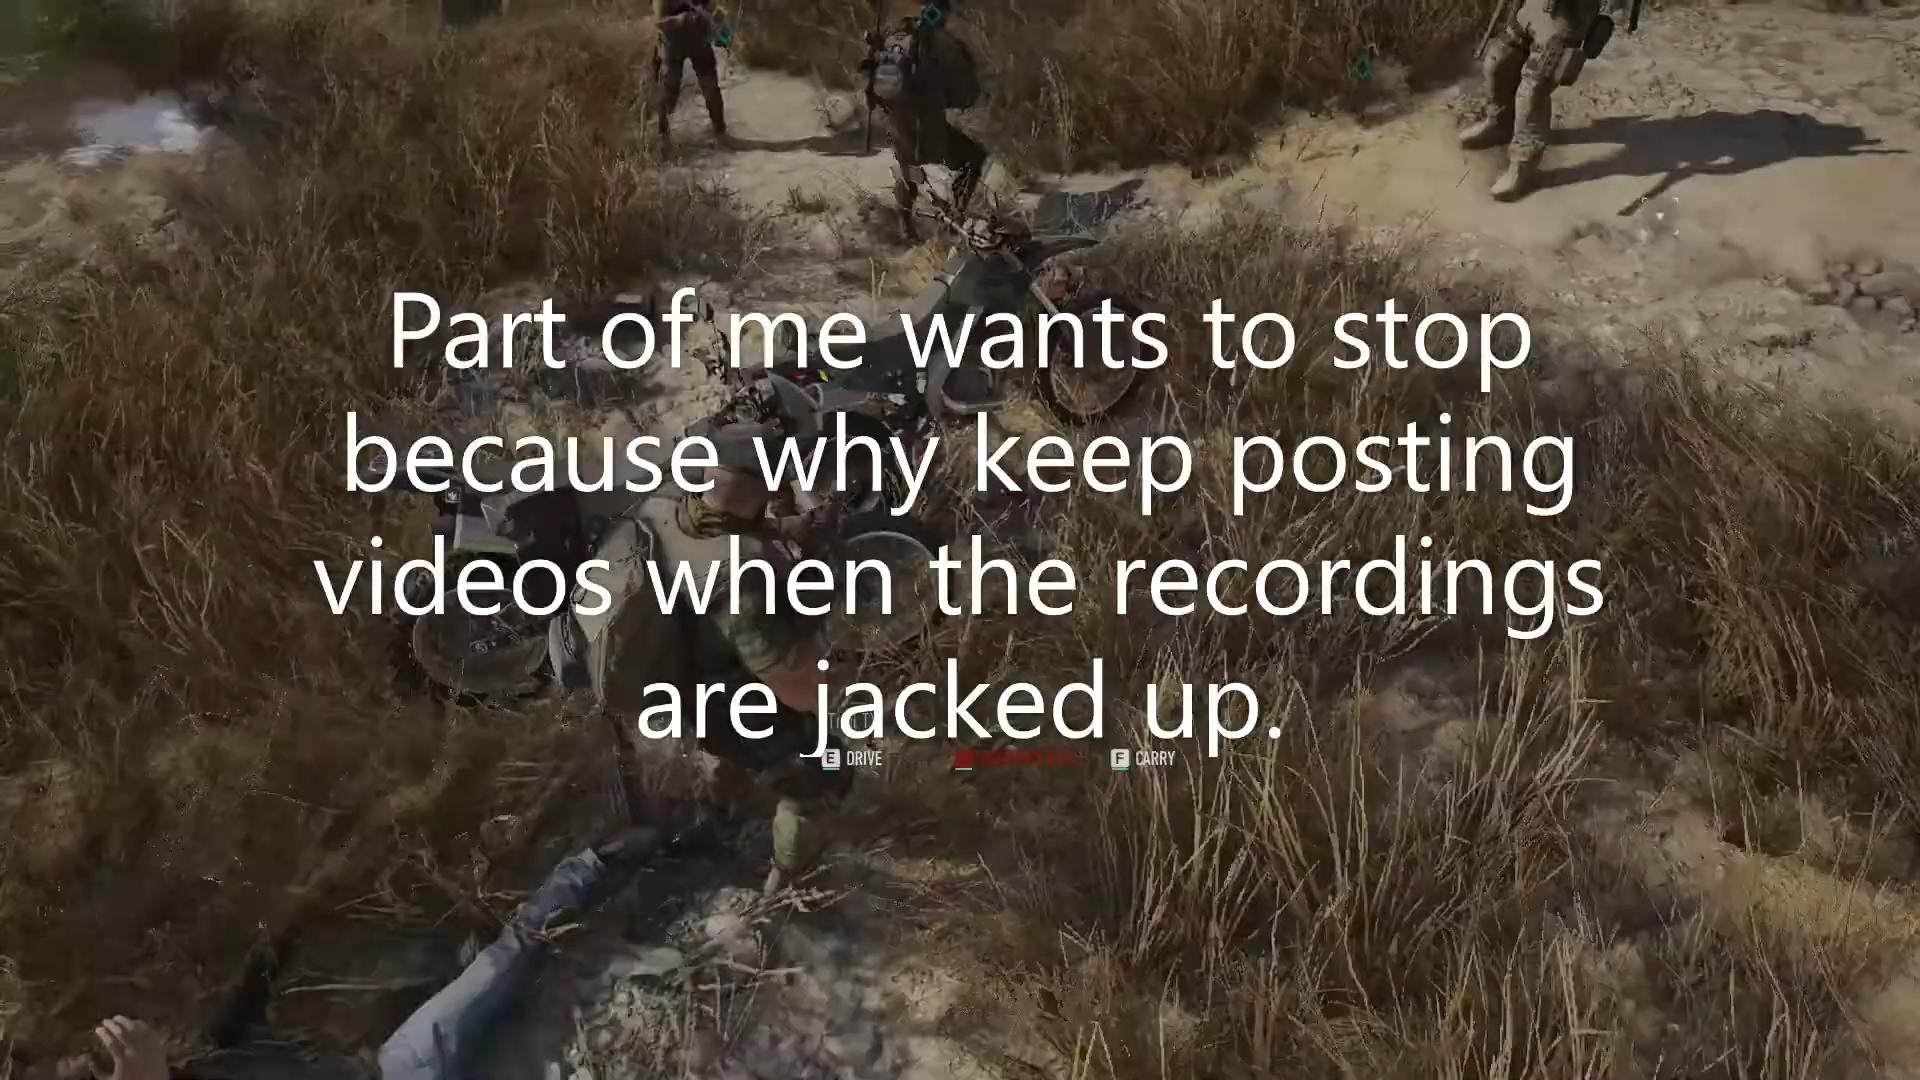 Part of me wants to stop
because why keep posting
videos when the recordings
are jacked up.
E DRIVE F CARRY